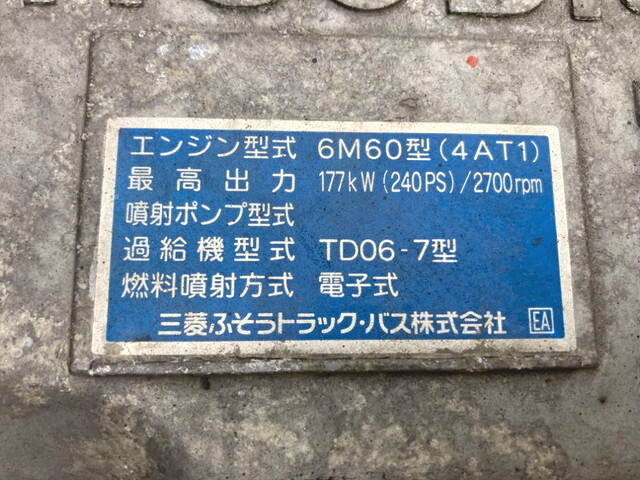 エンジン型式 6M60型(4AT1)
最高出力 177kW(240PS)/2700rpm
噴射ポンプ型式
過給機型式 TD06-7型
燃料噴射方式 電子式
三菱ふそうトラック・バス株式会社 EA